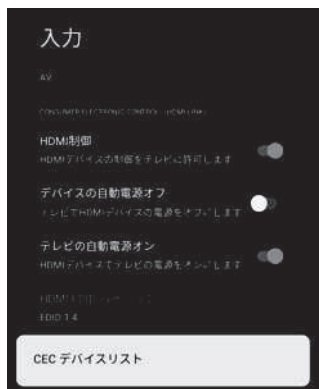 入力
AV
CONSUMER ELECTRONIC CONTROL (HDMI LINK)
HDMI制御
HDMIデバイスの制御をテレビに許可します
デバイスの自動電源オフ
テレビでHDMIデバイスの電源をオフにします
テレビの自動電源オン
HDMIデバイスでテレビの電源をオンにします
EDID 1.4
CEC デバイスリスト